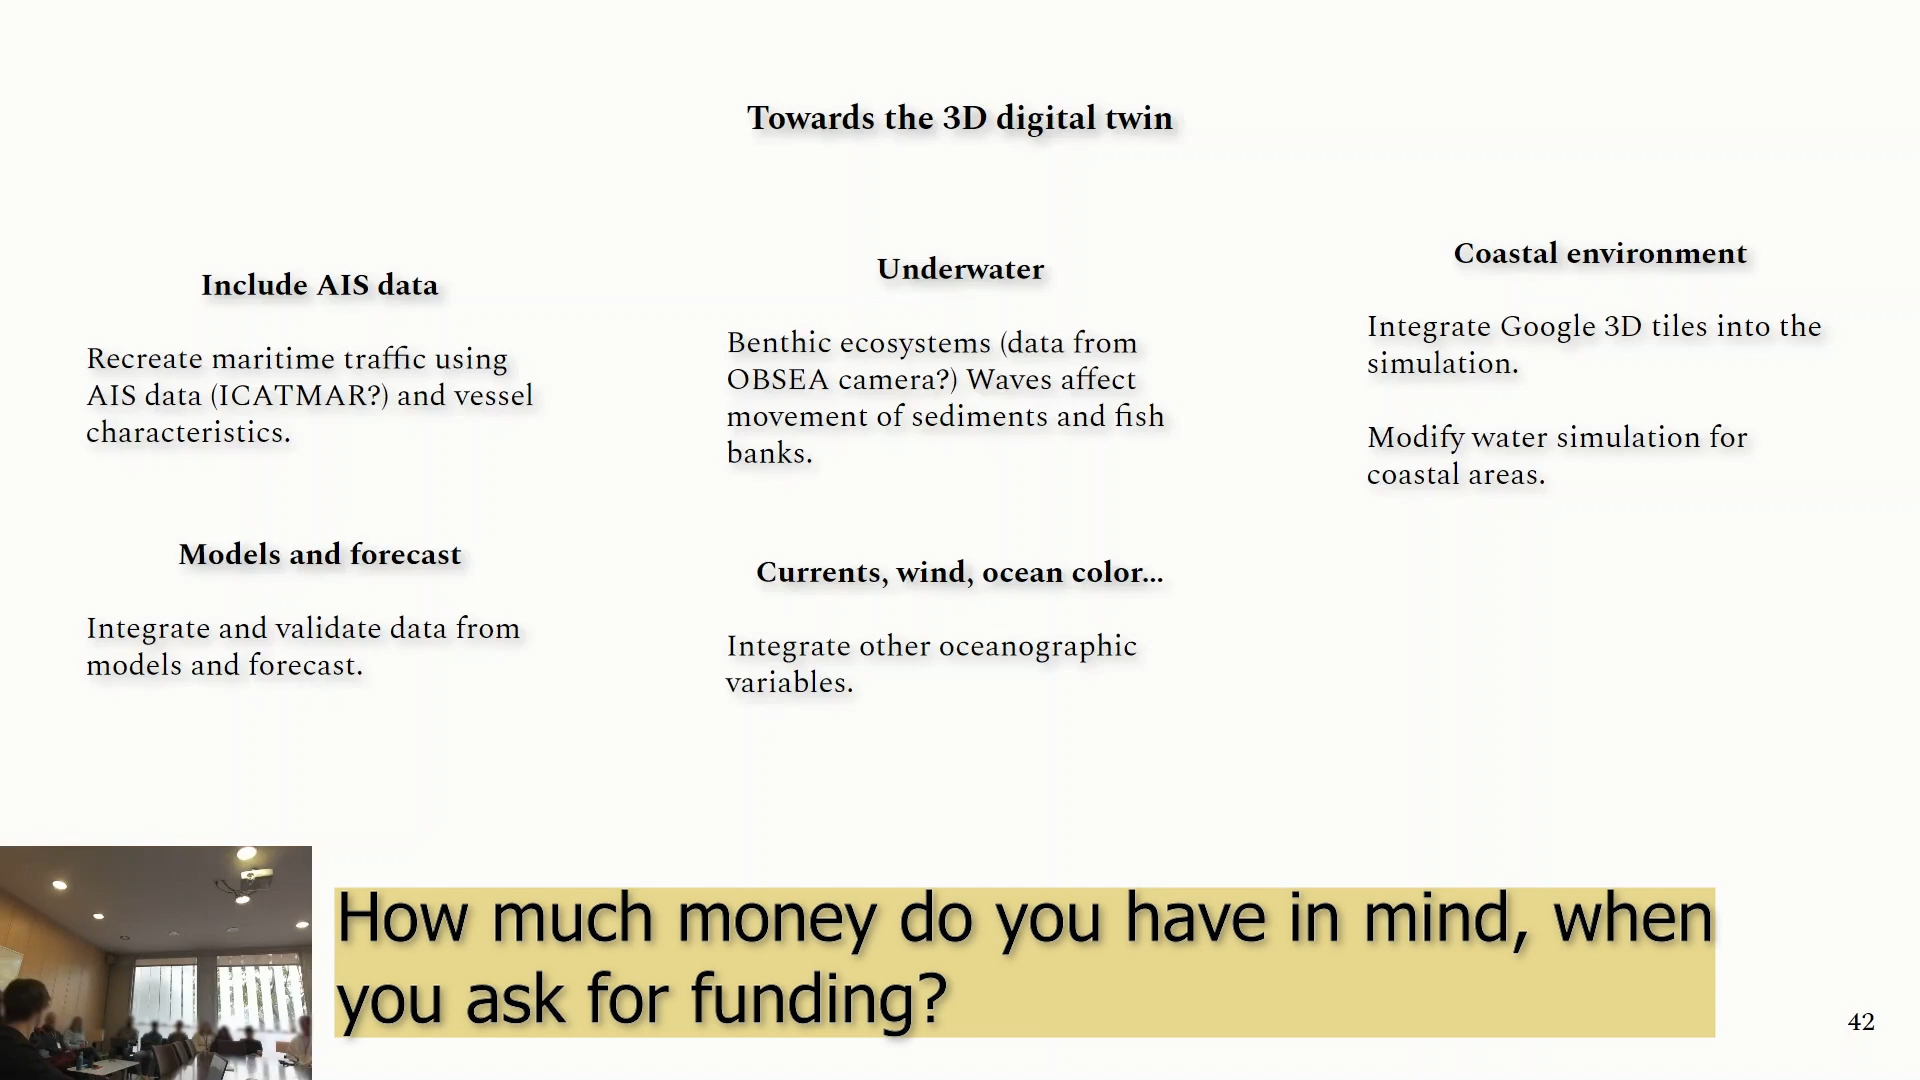 Towards the 3D digital twin
Include AIS data
Recreate maritime traffic using
AIS data (ICATMAR?) and vessel
characteristics.
Underwater
Benthic ecosystems (data from
OBSEA camera?) Waves affect
movement of sediments and fish
banks.
Coastal environment
Integrate Google 3D tiles into the
simulation.
Modify water simulation for
coastal areas.
Models and forecast
Integrate and validate data from
models and forecast.
Currents, wind, ocean color...
Integrate other oceanographic
variables.
How much money do you have in mind, when
you ask for funding?
42